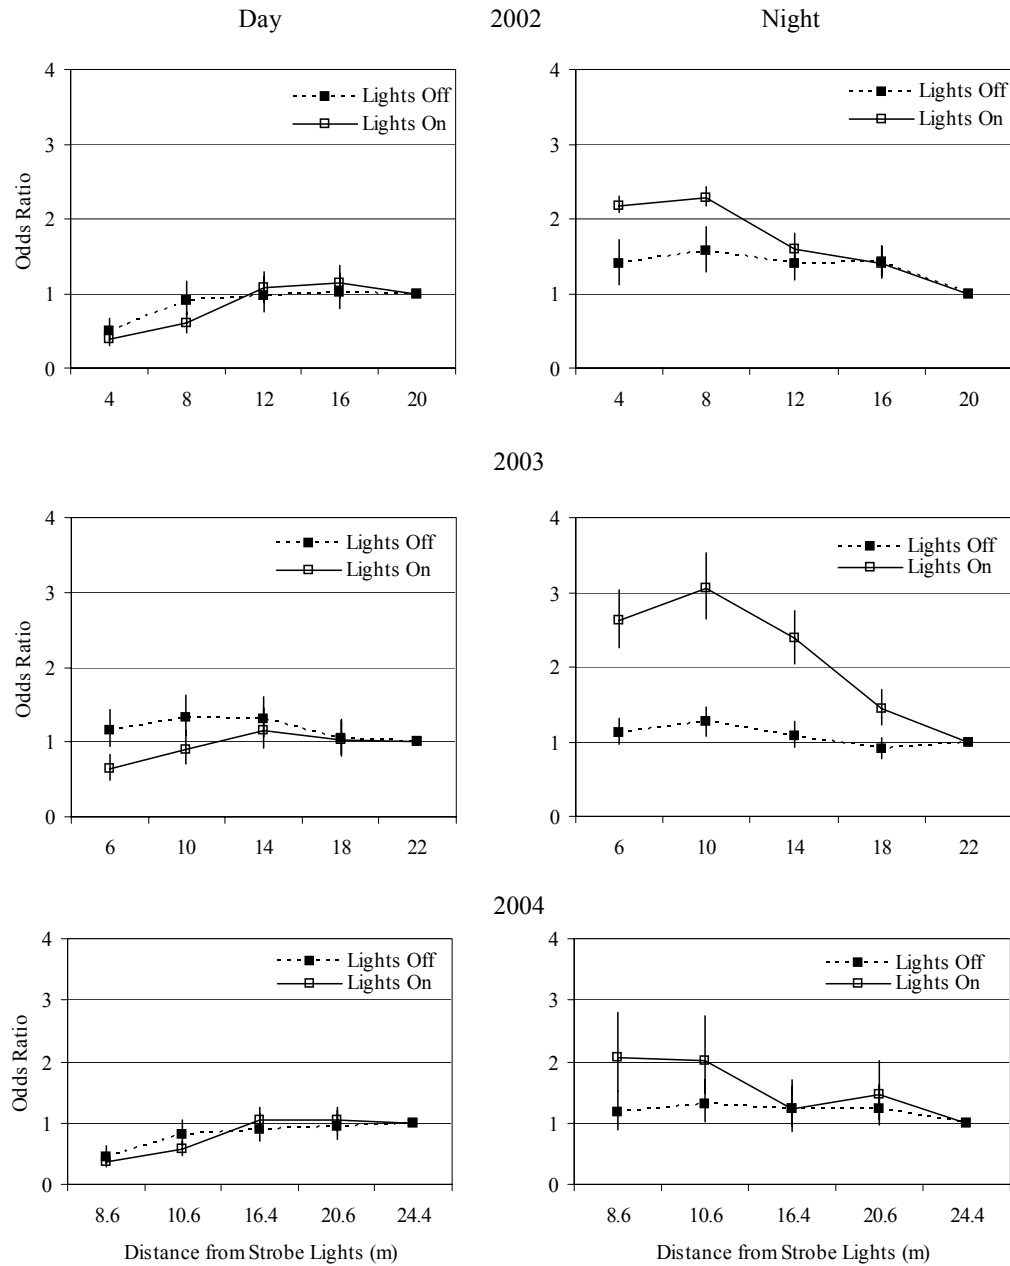 Day 2002 Night
4
3
2
1
0
Odds Ratio
Lights Off
Lights On
4 8 12 16 20
4
3
2
1
0
Lights Off
Lights On
4 8 12 16 20
2003
4
3
2
1
0
Odds Ratio
Lights Off
Lights On
6 10 14 18 22
4
3
2
1
0
Lights Off
Lights On
6 10 14 18 22
2004
4
3
2
1
0
Odds Ratio
Lights Off
Lights On
8.6 10.6 16.4 20.6 24.4
Distance from Strobe Lights (m)
4
3
2
1
0
Lights Off
Lights On
8.6 10.6 16.4 20.6 24.4
Distance from Strobe Lights (m)